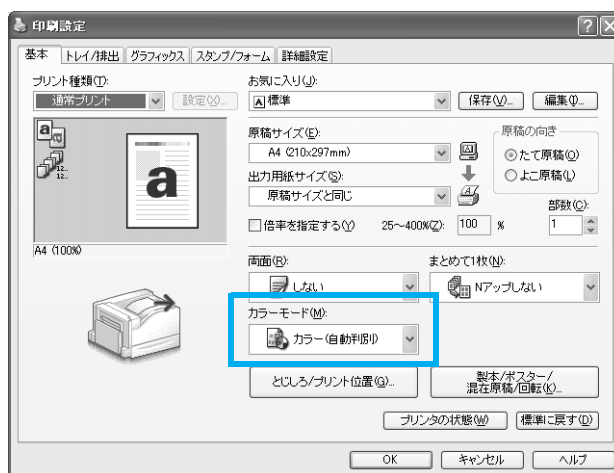 印刷設定
基本 トレイ/排出 グラフィックス スタンプ/フォーム 詳細設定
プリント種類(T):
通常プリント 設定(X)...
A4 (100%)
お気に入り(J):
標準 保存(V)... 編集(I)...
原稿サイズ(E):
A4 (210x297mm)
出力用紙サイズ(S):
原稿サイズと同じ
倍率を指定する(Y) 25～400%(Z): 100 %
原稿の向き
たて原稿(O)
よこ原稿(L)
部数(C):
1
両面(R):
しない
まとめて1枚(N):
Nアップしない
カラーモード(M):
カラー(自動判別)
とじしろ/プリント位置(G)...
製本/ポスター/
混在原稿/回転(K)...
プリンタの状態(W) 標準に戻す(D)
OK キャンセル ヘルプ